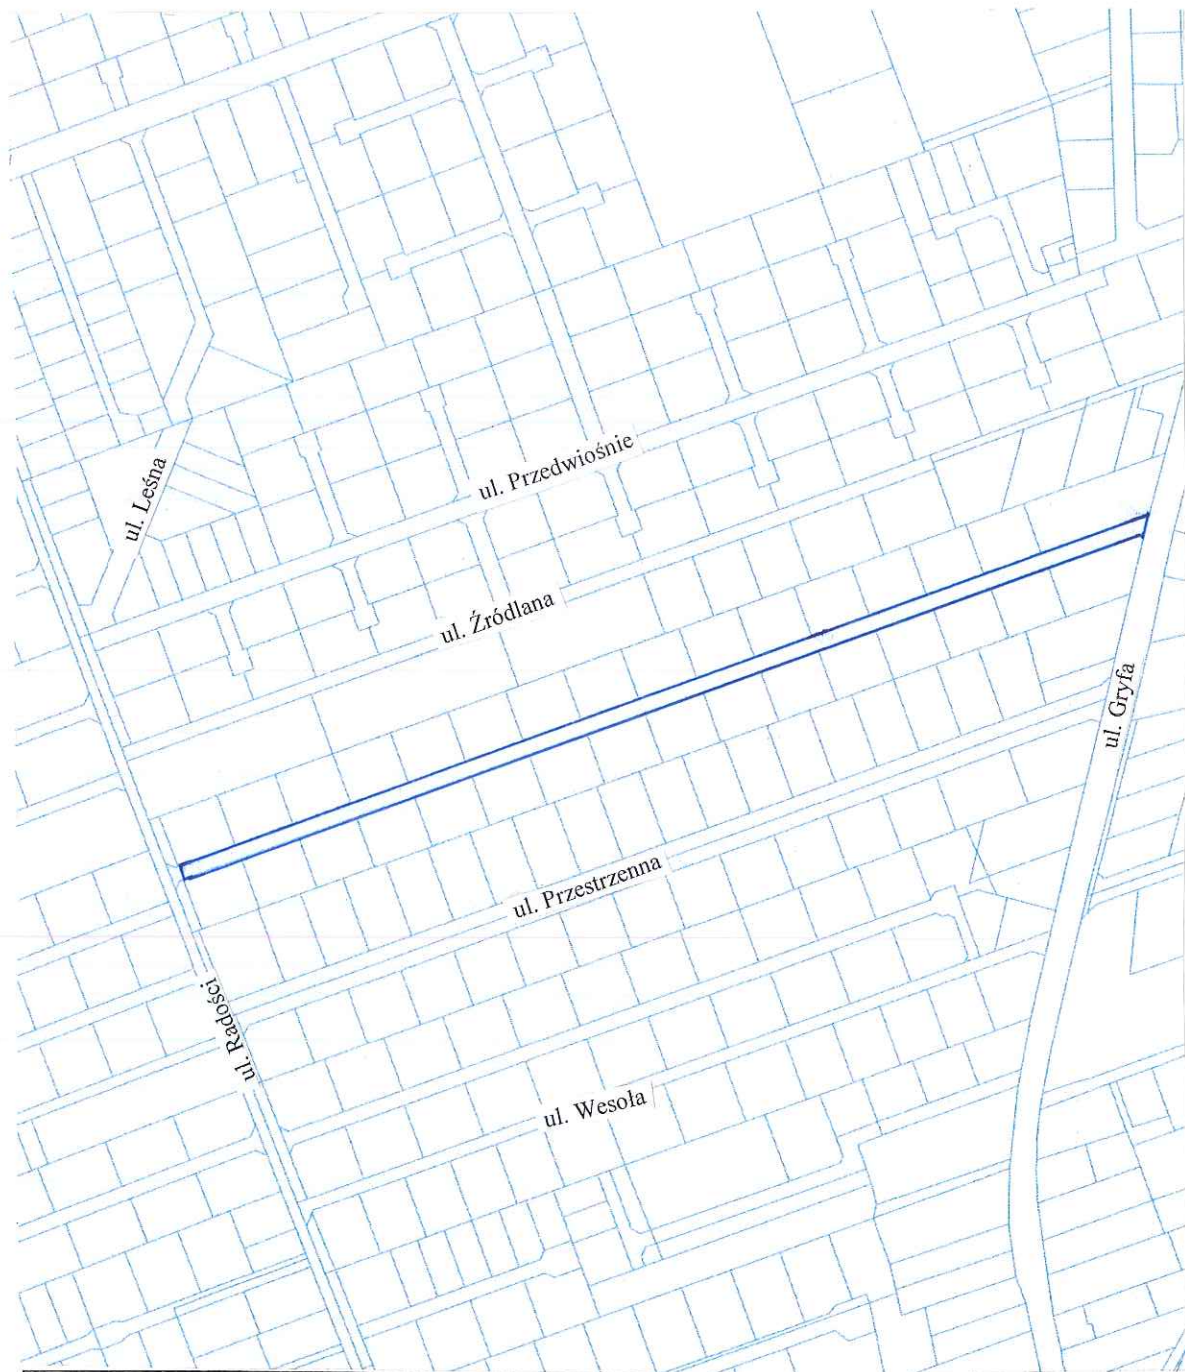 ul. Przedwiośnie
ul. Leśna
ul. Źródlana
ul. Gryfa
ul. Przestrzenna
ul. Radości
ul. Wesoła